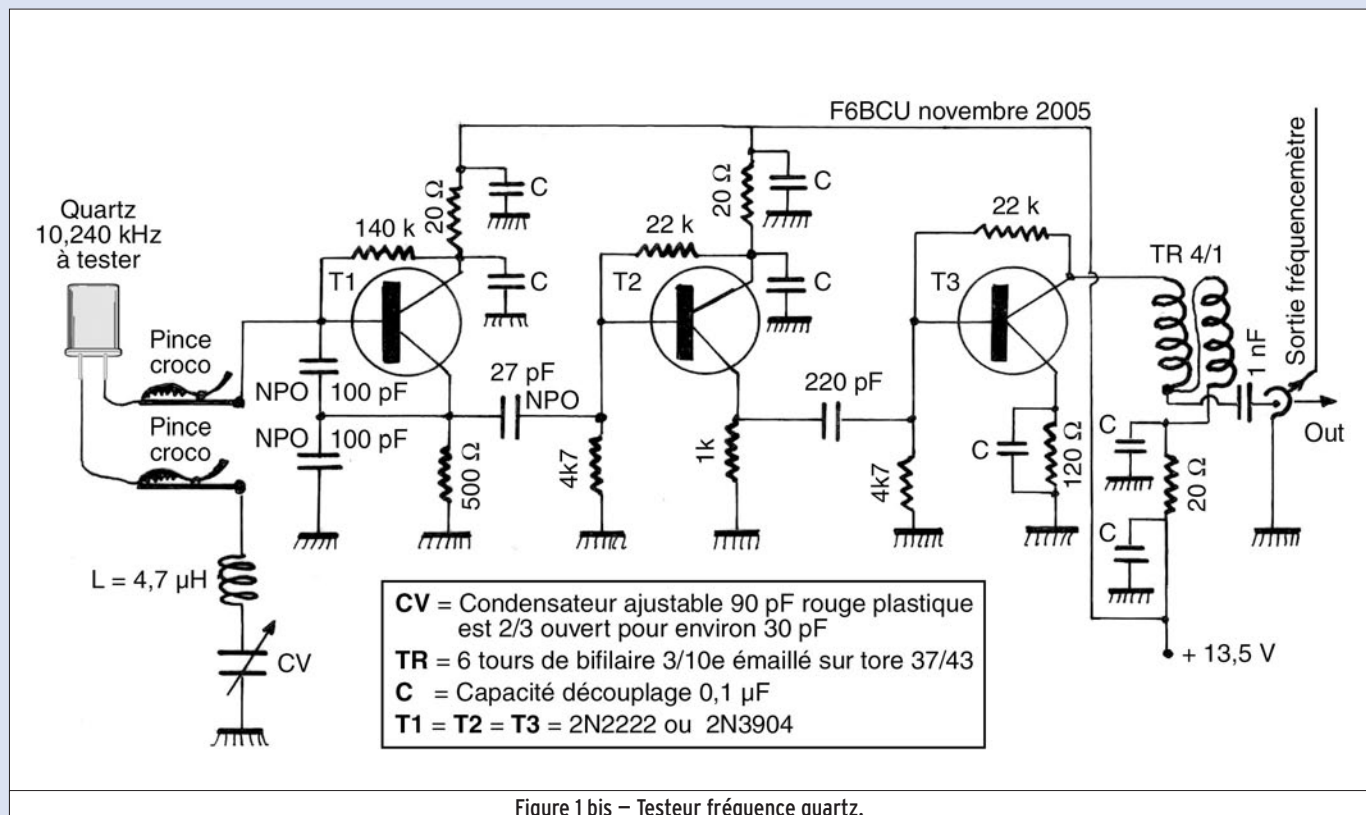 F6BCU novembre 2005
Sortie fréquencemètre
Quartz
10,240 kHz
à tester
Pince
croco
Pince
croco
L = 4,7 µH
CV
140 k
20 Ω
C
C
T1
NPO
100 pF
NPO
100 pF
500 Ω
27 pF
NPO
22 k
20 Ω
C
C
T2
4k7
1k
220 pF
22 k
T3
4k7
C
120 Ω
TR 4/1
1 nF
Out
C
20 Ω
C
+ 13,5 V
CV = Condensateur ajustable 90 pF rouge plastique
est 2/3 ouvert pour environ 30 pF
TR = 6 tours de bifilaire 3/10e émaillé sur tore 37/43
C = Capacité découplage 0,1 µF
T1 = T2 = T3 = 2N2222 ou 2N3904
Figure 1 bis – Testeur fréquence quartz.